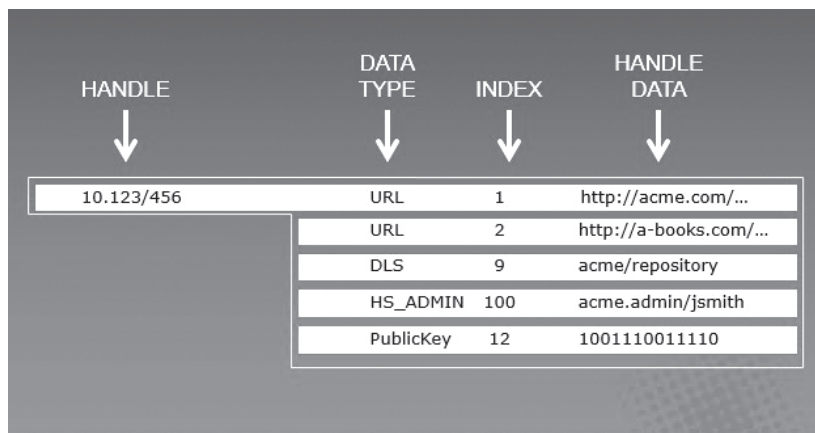 HANDLE DATA TYPE INDEX HANDLE DATA
10.123/456 URL 1 http://acme.com/...
URL 2 http://a-books.com/...
DLS 9 acme/repository
HS_ADMIN 100 acme.admin/jsmith
PublicKey 12 1001110011110